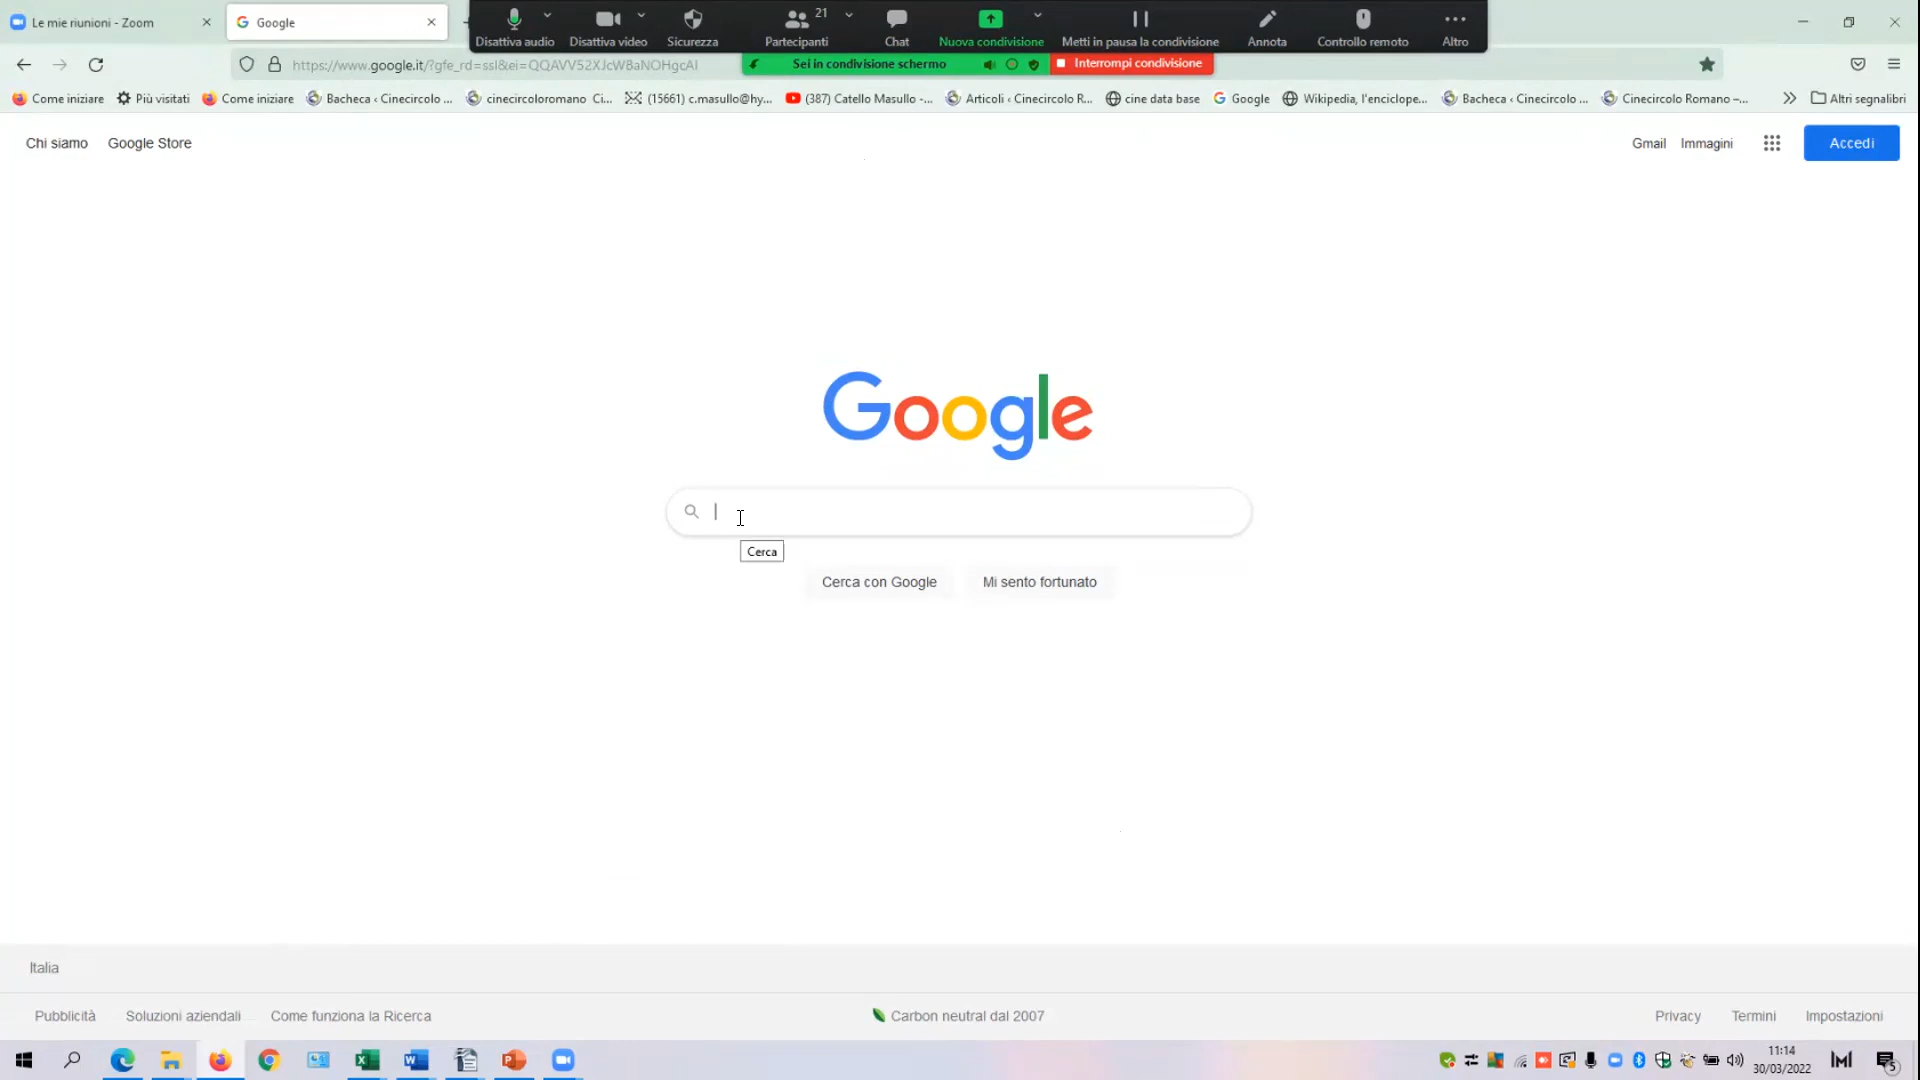 Le mie riunioni - Zoom
Google
Disattiva audio
Disattiva video
Sicurezza
21
Partecipanti
Chat
Nuova condivisione
Metti in pausa la condivisione
Annota
Controllo remoto
Altro
https://www.google.it/?gfe_rd=ssl&ei=QQAVV52XJcWBaNOHgcAI
Sei in condivisione schermo
Interrompi condivisione
Come iniziare
Più visitati
Come iniziare
Bacheca ‹ Cinecircolo ...
cinecircoloromano Ci...
(15661) c.masullo@hy...
(387) Catello Masullo -...
Articoli ‹ Cinecircolo R...
cine data base
Google
Wikipedia, l'enciclope...
Bacheca ‹ Cinecircolo ...
Cinecircolo Romano –...
Altri segnalibri
Chi siamo
Google Store
Gmail
Immagini
Accedi
Google
Cerca
Cerca con Google
Mi sento fortunato
Italia
Pubblicità
Soluzioni aziendali
Come funziona la Ricerca
Carbon neutral dal 2007
Privacy
Termini
Impostazioni
11:14
30/03/2022
5